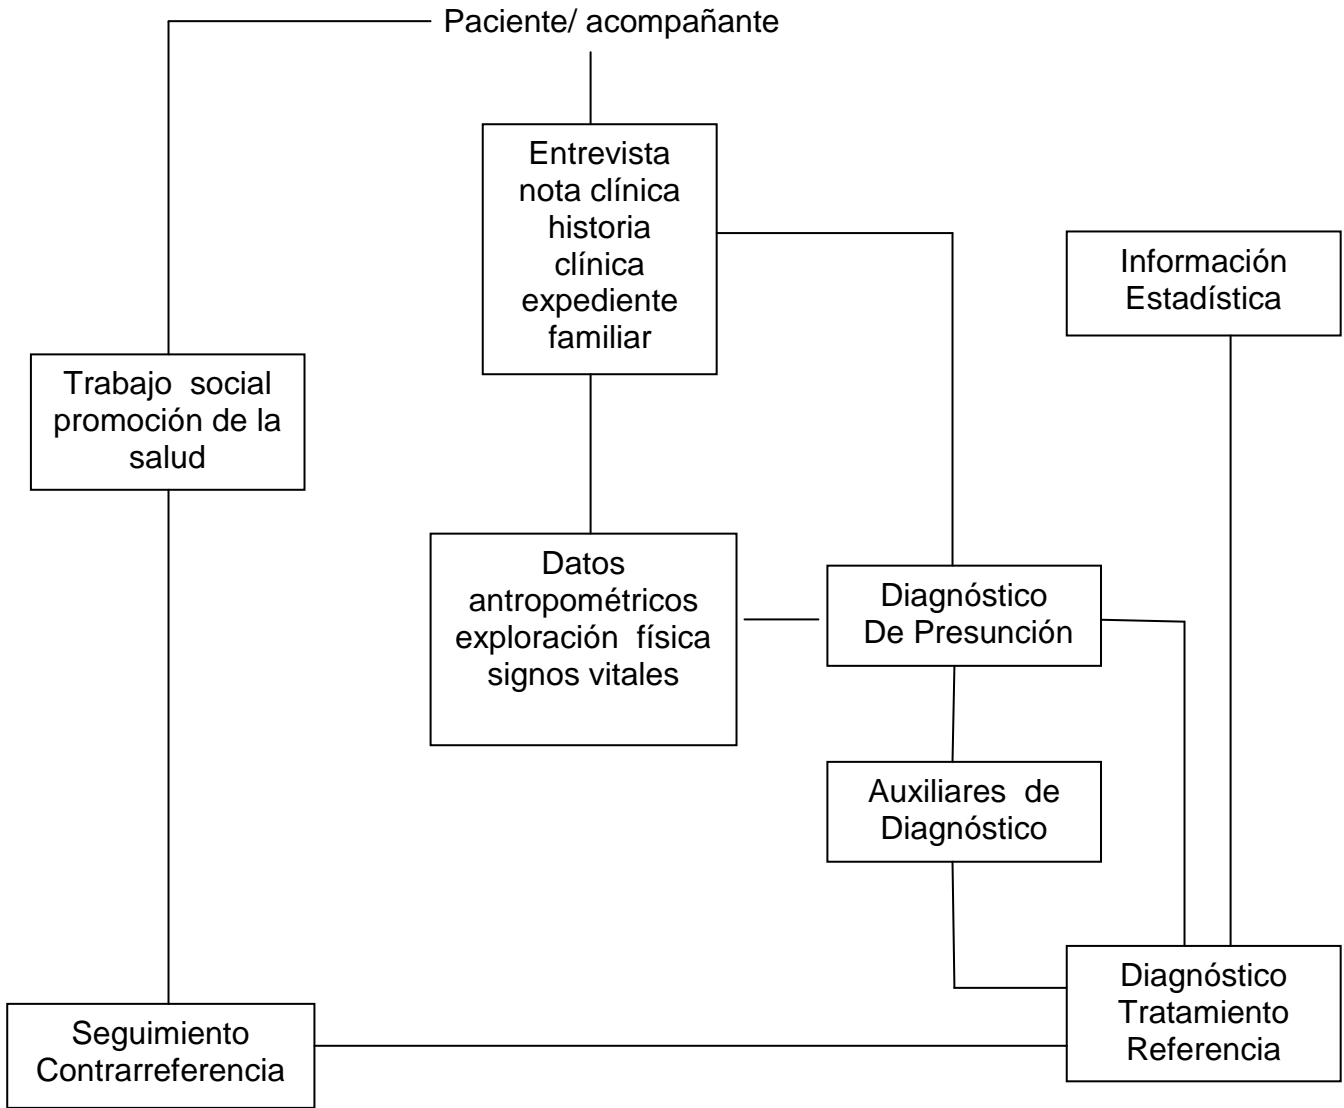 Paciente/ acompañante
Entrevista
nota clínica
historia
clínica
expediente
familiar
Información
Estadística
Trabajo social
promoción de la
salud
Datos
antropométricos
exploración física
signos vitales
Diagnóstico
De Presunción
Auxiliares de
Diagnóstico
Diagnóstico
Tratamiento
Referencia
Seguimiento
Contrarreferencia